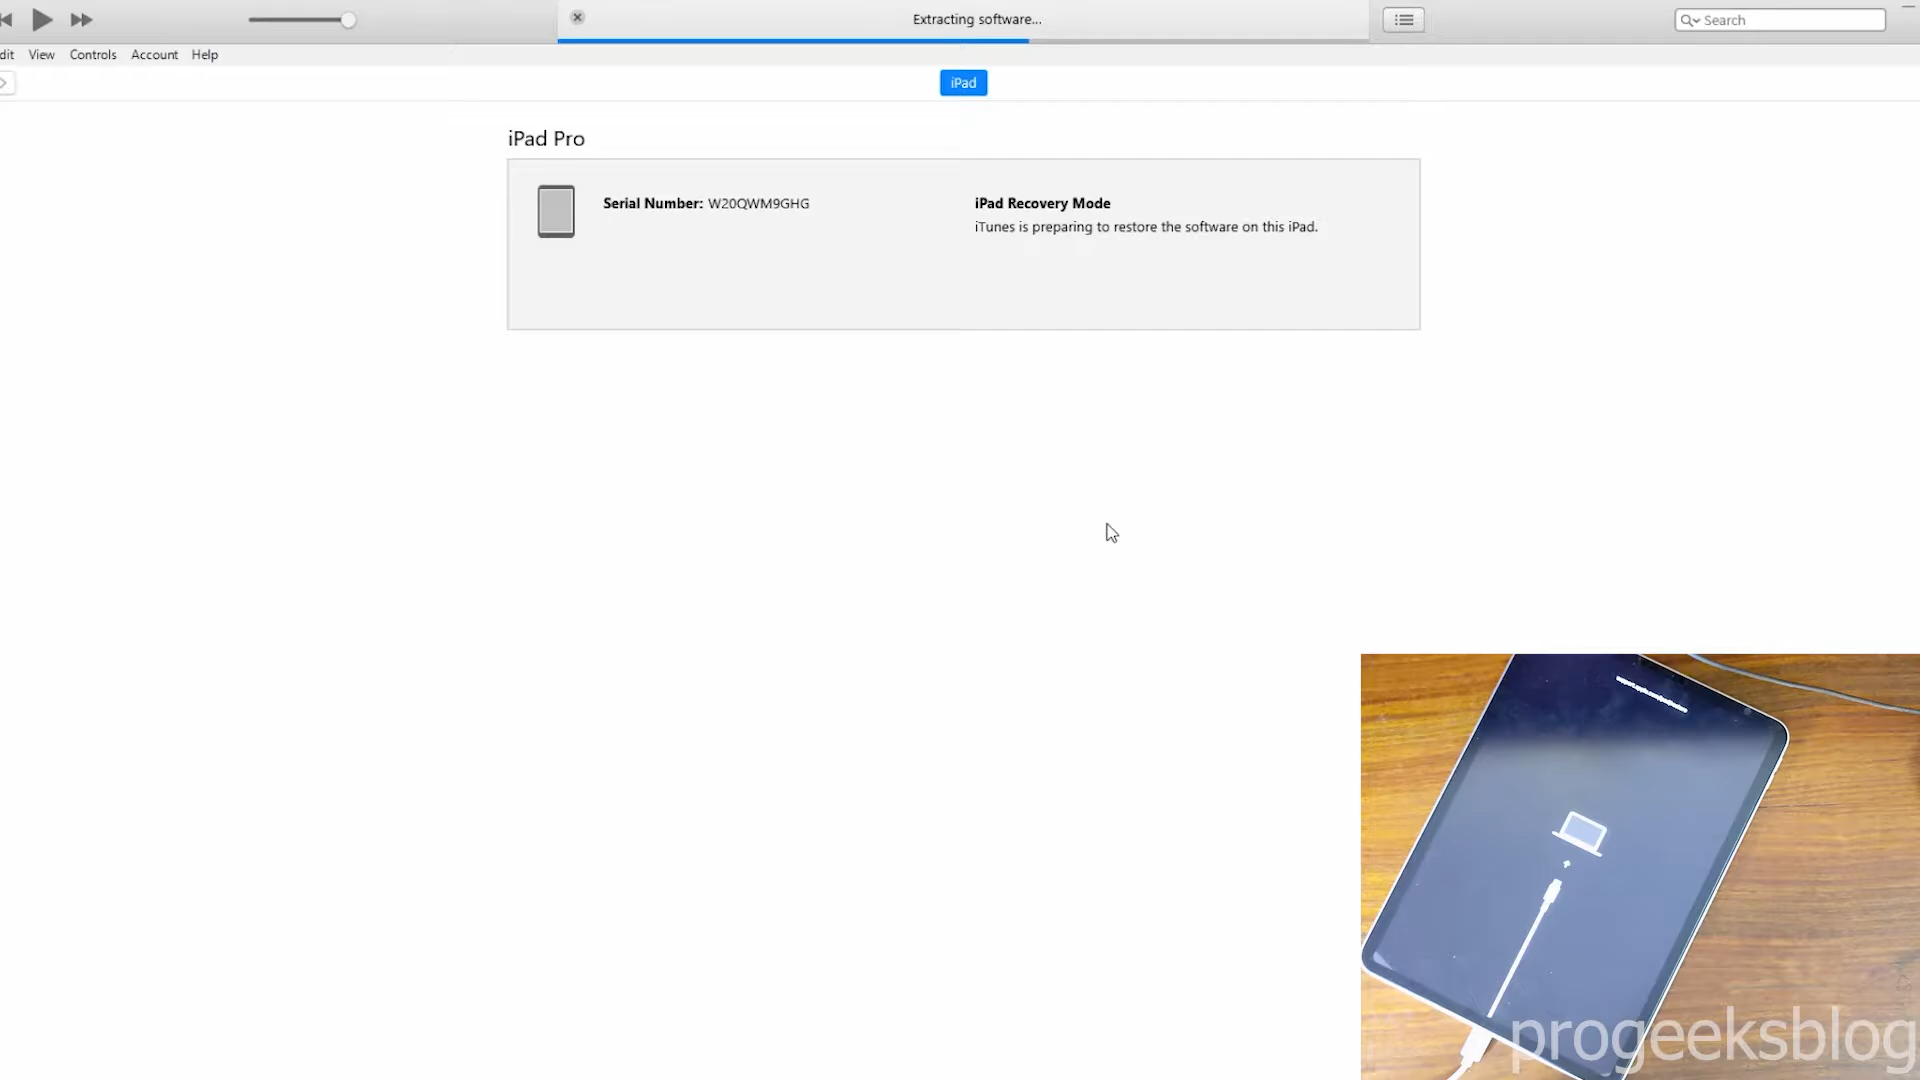 Extracting software...
Search
dit View Controls Account Help
iPad
iPad Pro
Serial Number: W20QWM9GHG
iPad Recovery Mode
iTunes is preparing to restore the software on this iPad.
progeeksblog